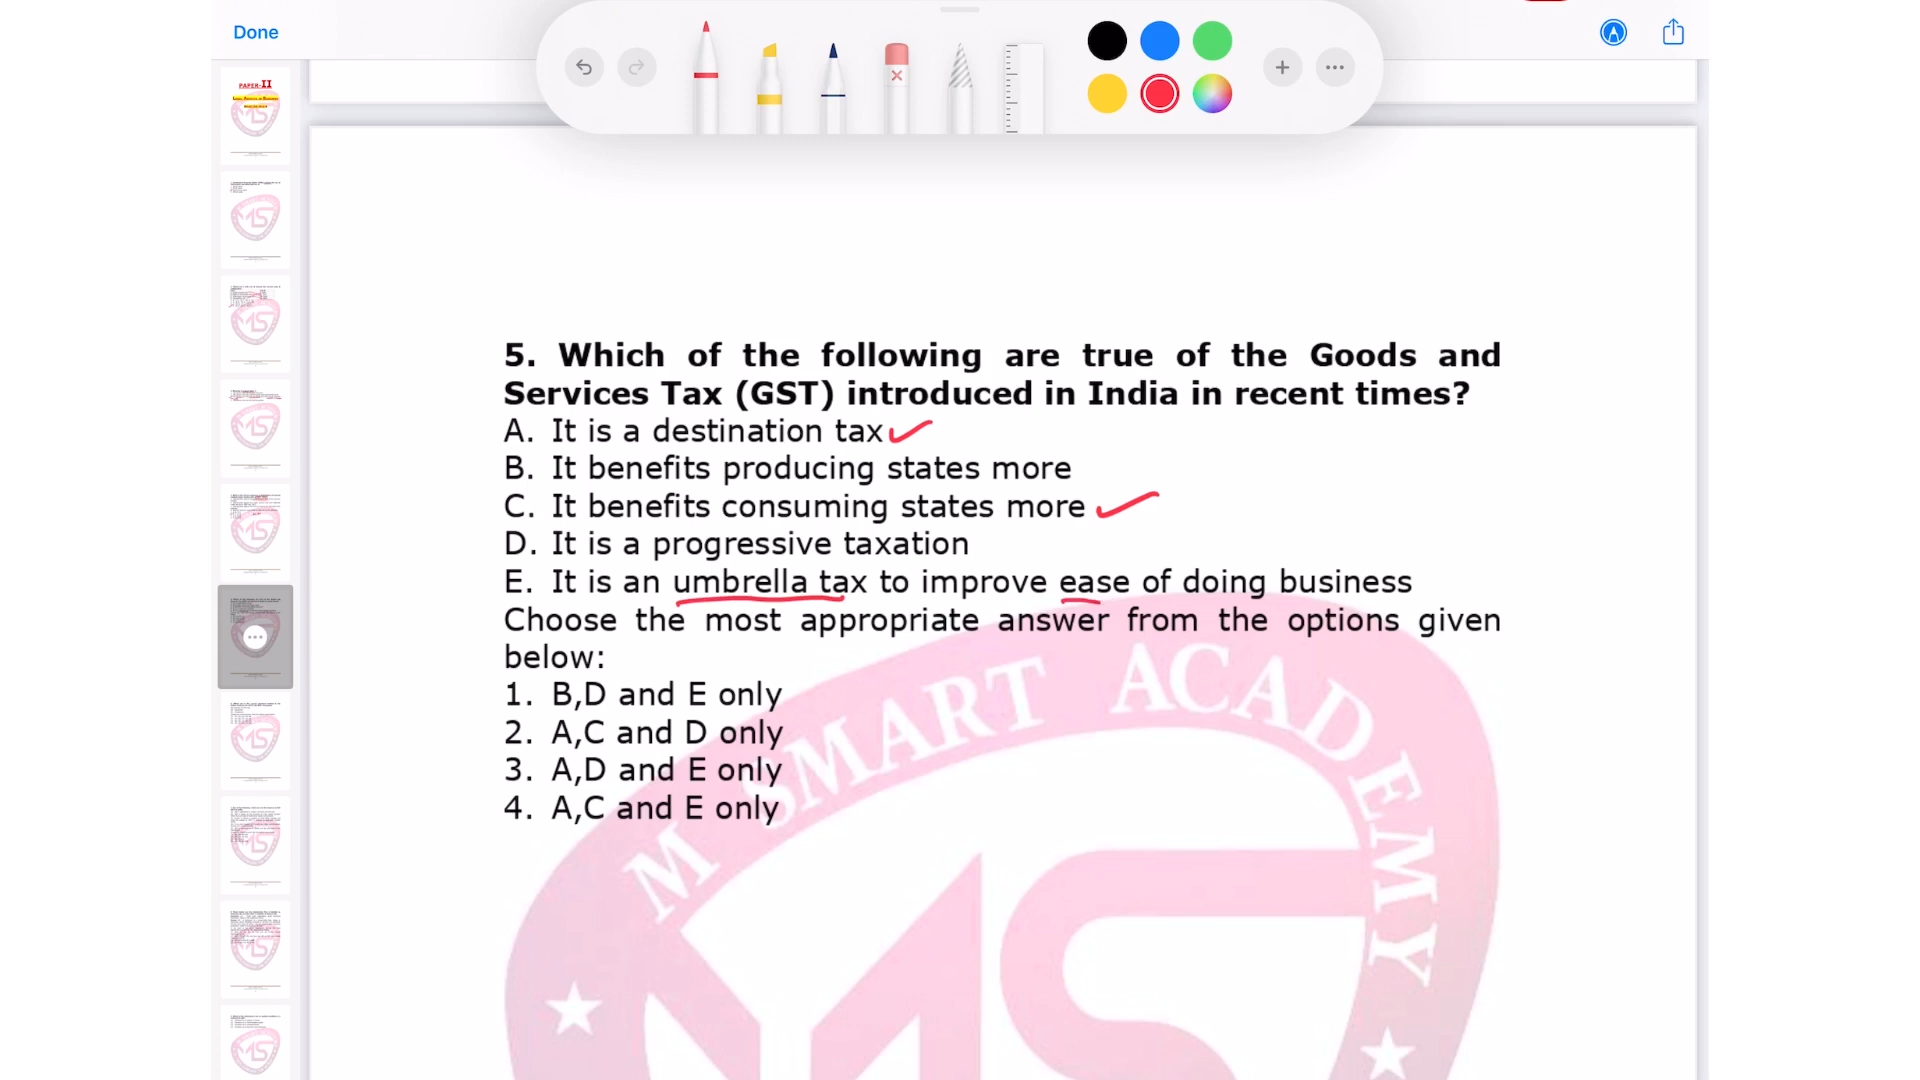 Done
PAPER-II
5. Which of the following are true of the Goods and
Services Tax (GST) introduced in India in recent times?
A. It is a destination tax
B. It benefits producing states more
C. It benefits consuming states more
D. It is a progressive taxation
E. It is an umbrella tax to improve ease of doing business
Choose the most appropriate answer from the options given
below:
1. B,D and E only
2. A,C and D only
3. A,D and E only
4. A,C and E only
M SMART ACADEMY
MS